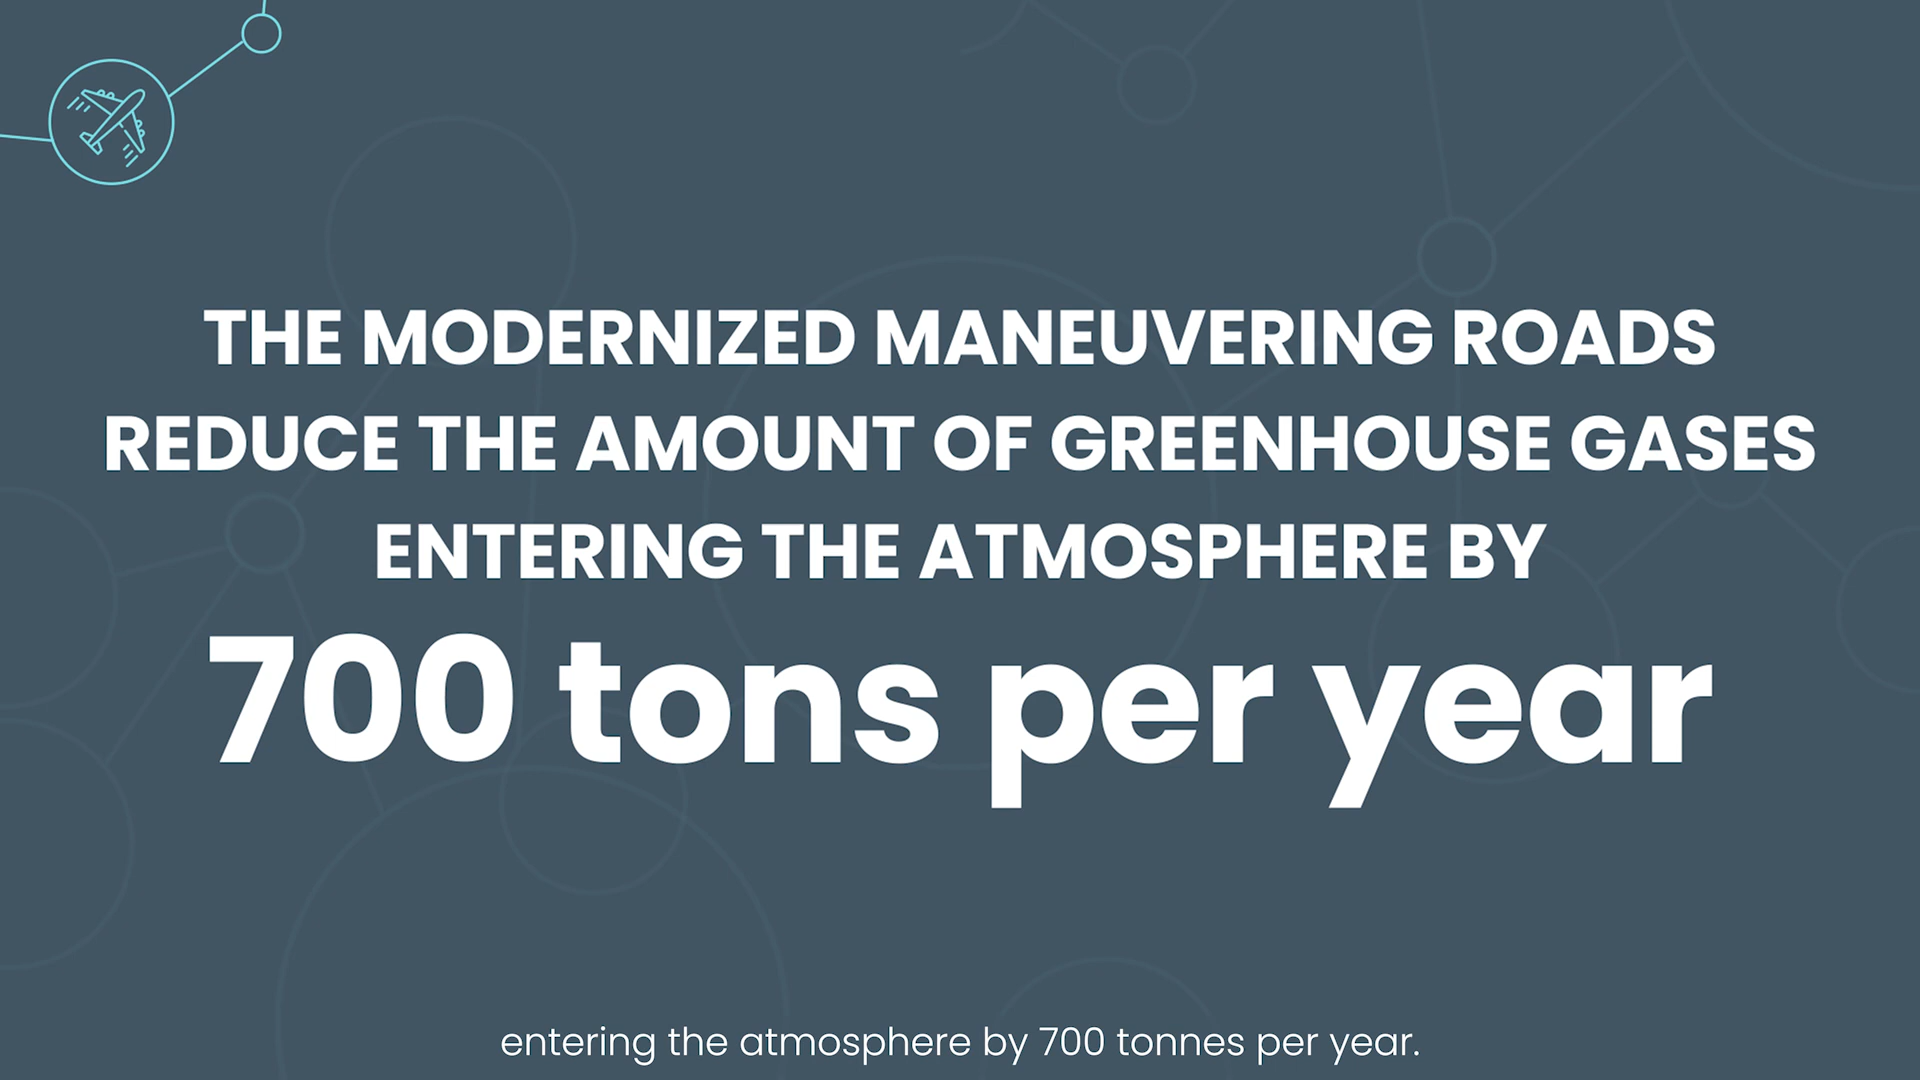 THE MODERNIZED MANEUVERING ROADS
REDUCE THE AMOUNT OF GREENHOUSE GASES
ENTERING THE ATMOSPHERE BY
700 tons per year
entering the atmosphere by 700 tonnes per year.